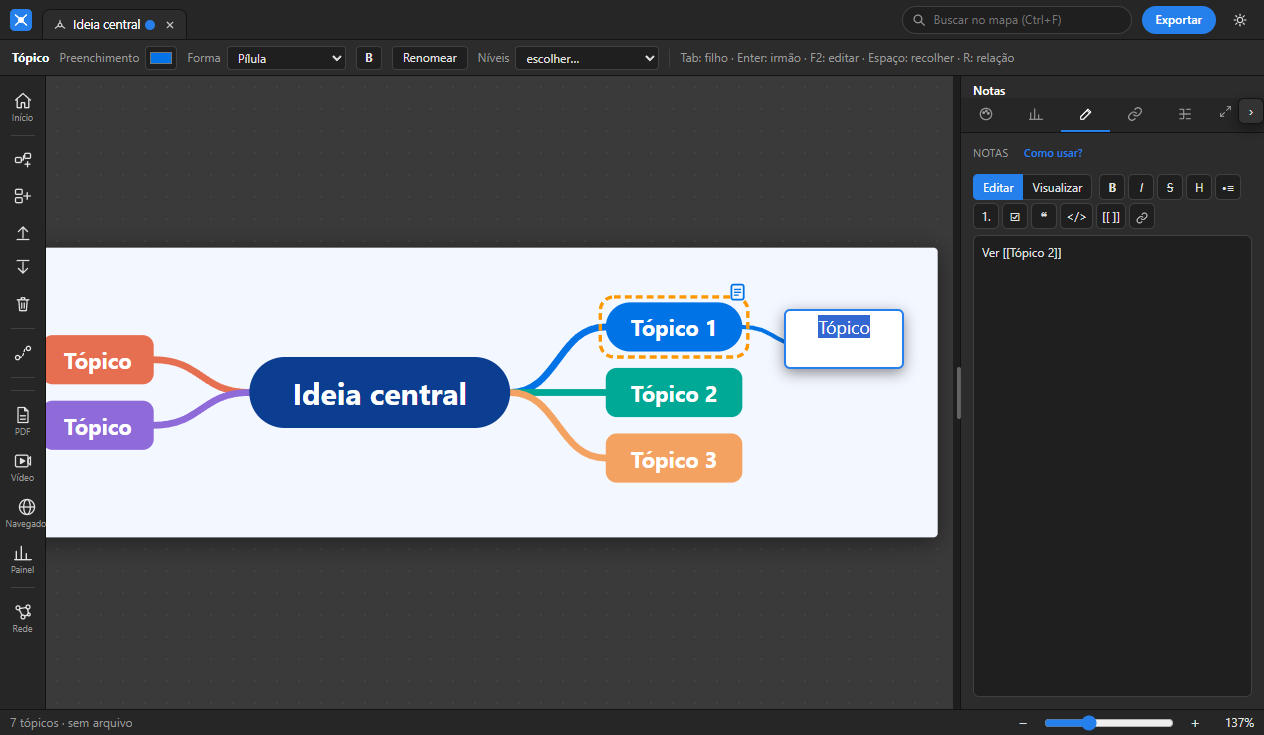 Ideia central
Buscar no mapa (Ctrl+F)
Exportar
Tópico
Preenchimento
Forma
Pílula
B
Renomear
Níveis
escolher...
Tab: filho · Enter: irmão · F2: editar · Espaço: recolher · R: relação
Início
PDF
Vídeo
Navegado
Painel
Rede
Tópico
Tópico
Ideia central
Tópico 1
Tópico 2
Tópico 3
Tópico
Notas
NOTAS
Como usar?
Editar
Visualizar
B
I
S
H
1.
❝
</>
[[ ]]
Ver [[Tópico 2]]
7 tópicos · sem arquivo
137%